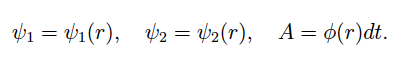 ψ₁ = ψ₁(r), ψ₂ = ψ₂(r), A = ϕ(r)dt.